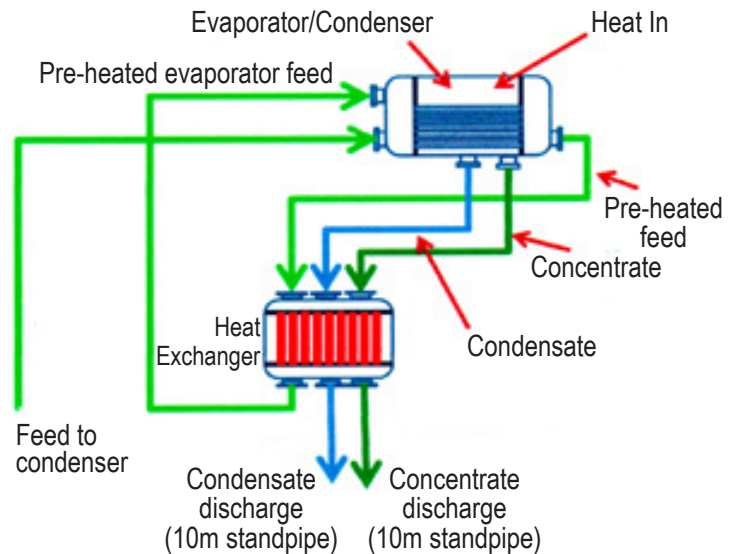 Evaporator/Condenser
Heat In
Pre-heated evaporator feed
Pre-heated
feed
Concentrate
Condensate
Heat
Exchanger
Feed to
condenser
Condensate
discharge
(10m standpipe)
Concentrate
discharge
(10m standpipe)